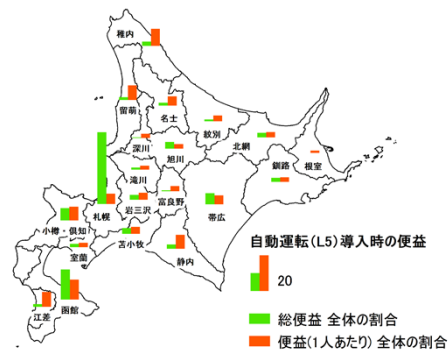 稚内
留萌
名士
紋別
北網
深川
旭川
釧路
根室
滝川
富良野
札幌
岩三沢
帯広
小樽・倶知
苫小牧
室蘭
静内
江差
函館
自動運転(L5)導入時の便益
20
総便益 全体の割合
便益(1人あたり) 全体の割合